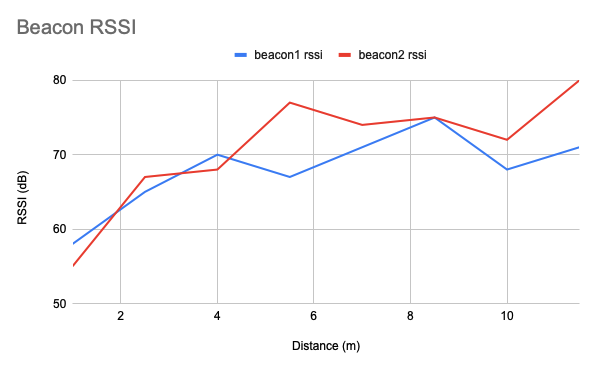 Beacon RSSI
beacon1 rssi beacon2 rssi
80
70
60
50
RSSI (dB)
2 4 6 8 10
Distance (m)